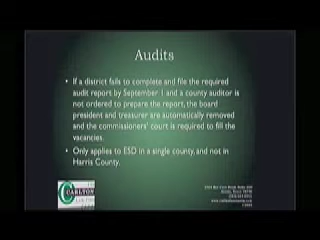 Audits
• If a district fails to complete and file the required
audit report by September 1 and a county auditor is
not ordered to prepare the report, the board
president and treasurer are automatically removed
and the commissioners' court is required to fill the
vacancies.
• Only applies to ESD in a single county, and not in
Harris County.
CARLTON